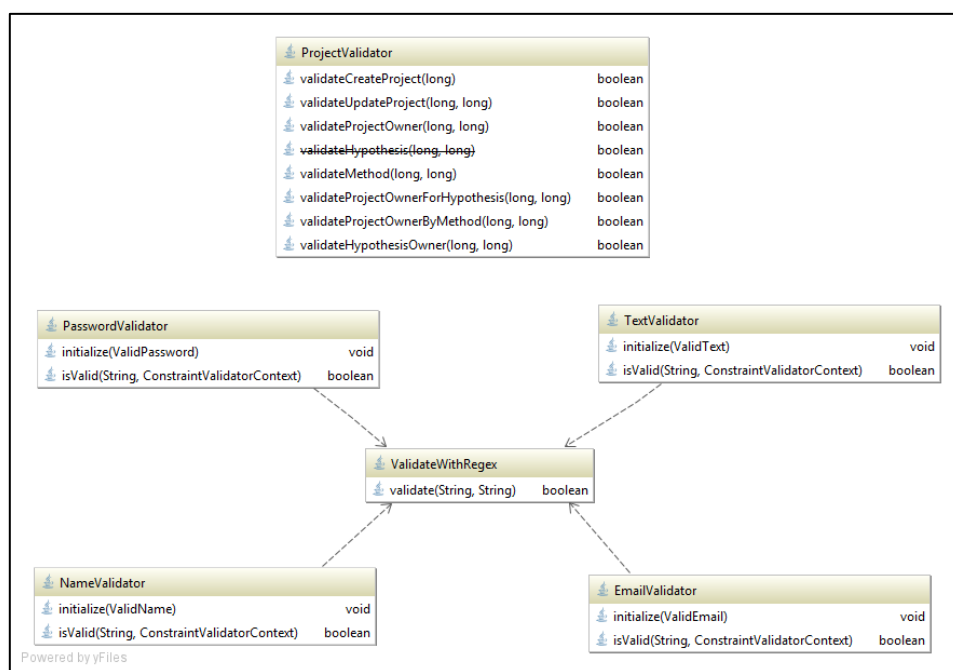 ProjectValidator
validateCreateProject(long) boolean
validateUpdateProject(long, long) boolean
validateProjectOwner(long, long) boolean
validateHypothesis(long, long) boolean
validateMethod(long, long) boolean
validateProjectOwnerForHypothesis(long, long) boolean
validateProjectOwnerByMethod(long, long) boolean
validateHypothesisOwner(long, long) boolean
PasswordValidator
initialize(ValidPassword) void
isValid(String, ConstraintValidatorContext) boolean
TextValidator
initialize(ValidText) void
isValid(String, ConstraintValidatorContext) boolean
ValidateWithRegex
validate(String, String) boolean
NameValidator
initialize(ValidName) void
isValid(String, ConstraintValidatorContext) boolean
EmailValidator
initialize(ValidEmail) void
isValid(String, ConstraintValidatorContext) boolean
Powered by yFiles